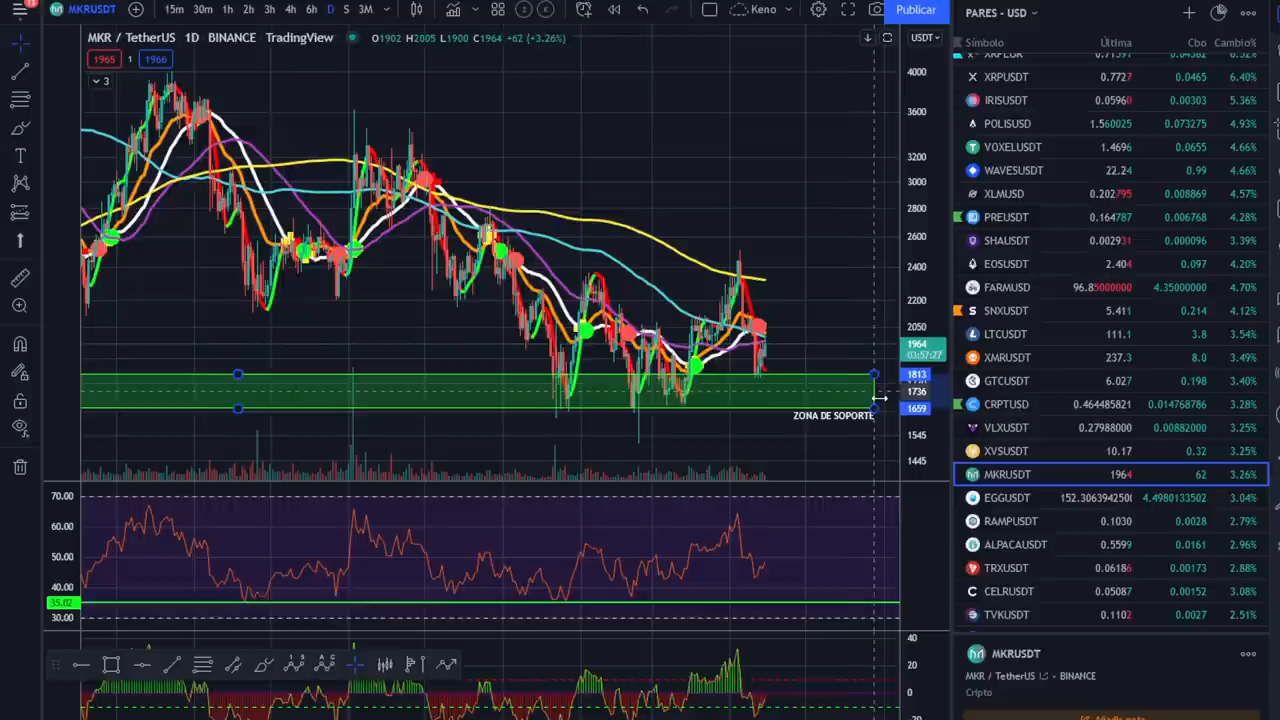 13
MKRUSDT
15m 30m 1h 2h 3h 4h 6h D S 3M
2
K
Keno
Publicar
MKR / TetherUS 1D BINANCE TradingView
O1902 H2005 L1900 C1964 +62 (+3.26%)
1965 1 1966
3
USDT
4000
3600
3200
3000
2800
2600
2400
2200
2050
1964
03:57:27
1813
1736
1659
1545
1445
ZONA DE SOPORTE
70.00
60.00
50.00
40.00
35.02
30.00
40
20
0
PARES - USD
Símbolo Última Cbo Cambio%
XRPUSDT 0.7727 0.0465 6.40%
IRISUSDT 0.05960 0.00303 5.36%
POLISUSD 1.560025 0.073275 4.93%
VOXELUSDT 1.4696 0.0655 4.66%
WAVESUSDT 22.24 0.99 4.66%
XLMUSD 0.202795 0.008869 4.57%
PREUSDT 0.164787 0.006768 4.28%
SHAUSDT 0.002931 0.000096 3.39%
EOSUSDT 2.404 0.097 4.20%
FARMUSD 96.85000000 4.35000000 4.70%
SNXUSDT 5.411 0.214 4.12%
LTCUSDT 111.1 3.8 3.54%
XMRUSDT 237.3 8.0 3.49%
GTCUSDT 6.027 0.198 3.40%
CRPTUSD 0.464485821 0.014768786 3.28%
VLXUSDT 0.27988000 0.00882000 3.25%
XVSUSDT 10.17 0.32 3.25%
MKRUSDT 1964 62 3.26%
EGGUSDT 152.306394250 4.4980133502 3.04%
RAMPUSDT 0.1030 0.0028 2.79%
ALPACAUSDT 0.5599 0.0161 2.96%
TRXUSDT 0.06186 0.00173 2.88%
CELRUSDT 0.05087 0.00152 3.08%
TVKUSDT 0.1102 0.0027 2.51%
MKRUSDT
MKR / TetherUS - BINANCE
Cripto